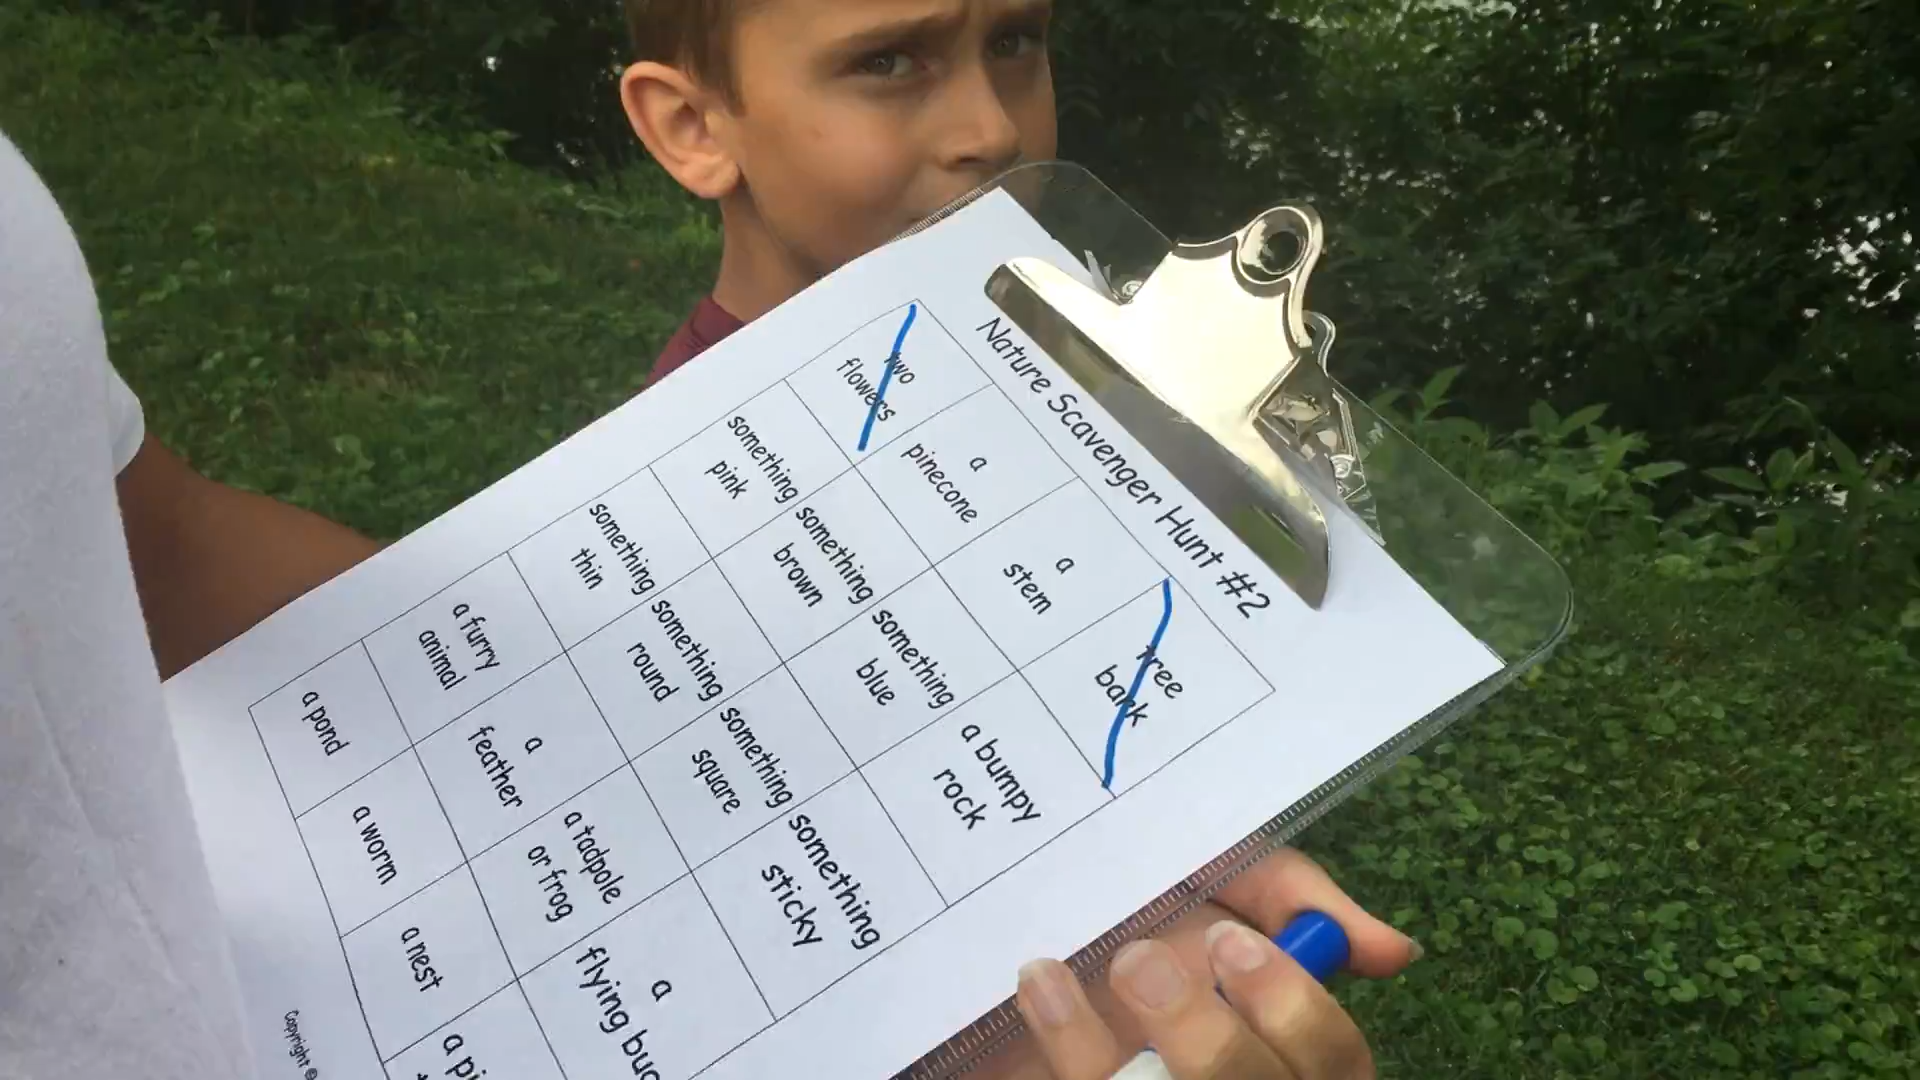 Nature Scavenger Hunt #2
two
flowers
a
pinecone
a
stem
tree
bark
something
pink
something
brown
something
blue
a bumpy
rock
something
thin
something
round
something
square
something
sticky
a furry
animal
a
feather
a tadpole
or frog
a
flying
a pond
a worm
a nest
a
Copyright ©